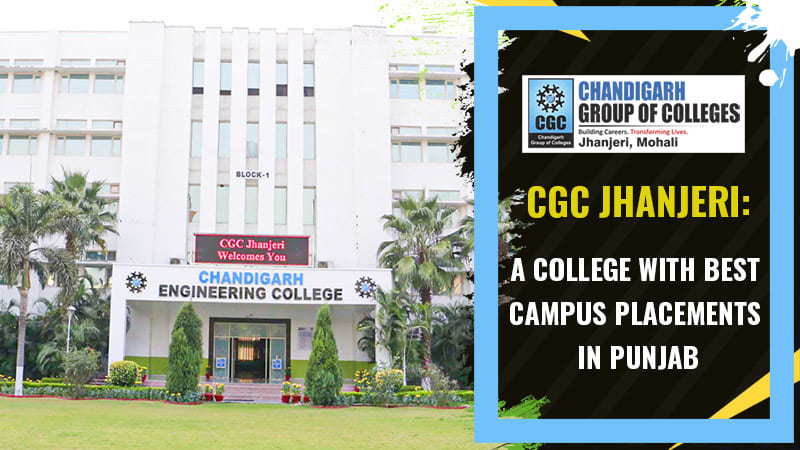 BLOCK-1
CGC Jhanjeri
Welcomes You
CHANDIGARH
ENGINEERING COLLEGE
CGC
Chandigarh
Group of Colleges
CHANDIGARH
GROUP OF COLLEGES
Building Careers. Transforming Lives.
Jhanjeri, Mohali
CGC JHANJERI:
A COLLEGE WITH BEST
CAMPUS PLACEMENTS
IN PUNJAB